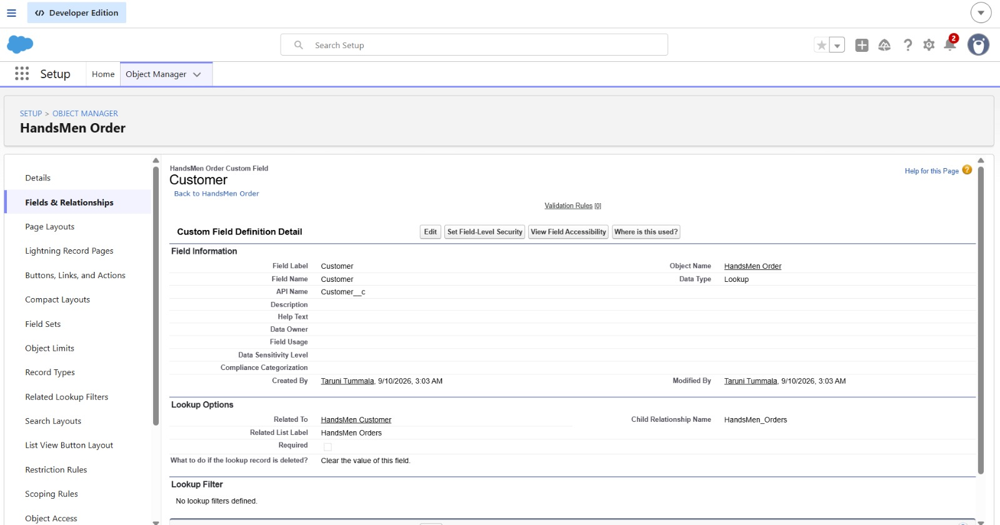 Developer Edition
Search Setup
2
Setup
Home
Object Manager
SETUP > OBJECT MANAGER
HandsMen Order
Details
Fields & Relationships
Page Layouts
Lightning Record Pages
Buttons, Links, and Actions
Compact Layouts
Field Sets
Object Limits
Record Types
Related Lookup Filters
Search Layouts
List View Button Layout
Restriction Rules
Scoping Rules
Object Access
HandsMen Order Custom Field
Customer
Back to HandsMen Order
Help for this Page ?
Validation Rules [0]
Custom Field Definition Detail Edit Set Field-Level Security View Field Accessibility Where is this used?
Field Information
Field Label Customer Object Name HandsMen Order
Field Name Customer Data Type Lookup
API Name Customer__c
Description
Help Text
Data Owner
Field Usage
Data Sensitivity Level
Compliance Categorization
Created By Taruni Tummala, 9/10/2026, 3:03 AM Modified By Taruni Tummala, 9/10/2026, 3:03 AM
Lookup Options
Related To HandsMen Customer Child Relationship Name HandsMen_Orders
Related List Label HandsMen Orders
Required
What to do if the lookup record is deleted? Clear the value of this field.
Lookup Filter
No lookup filters defined.